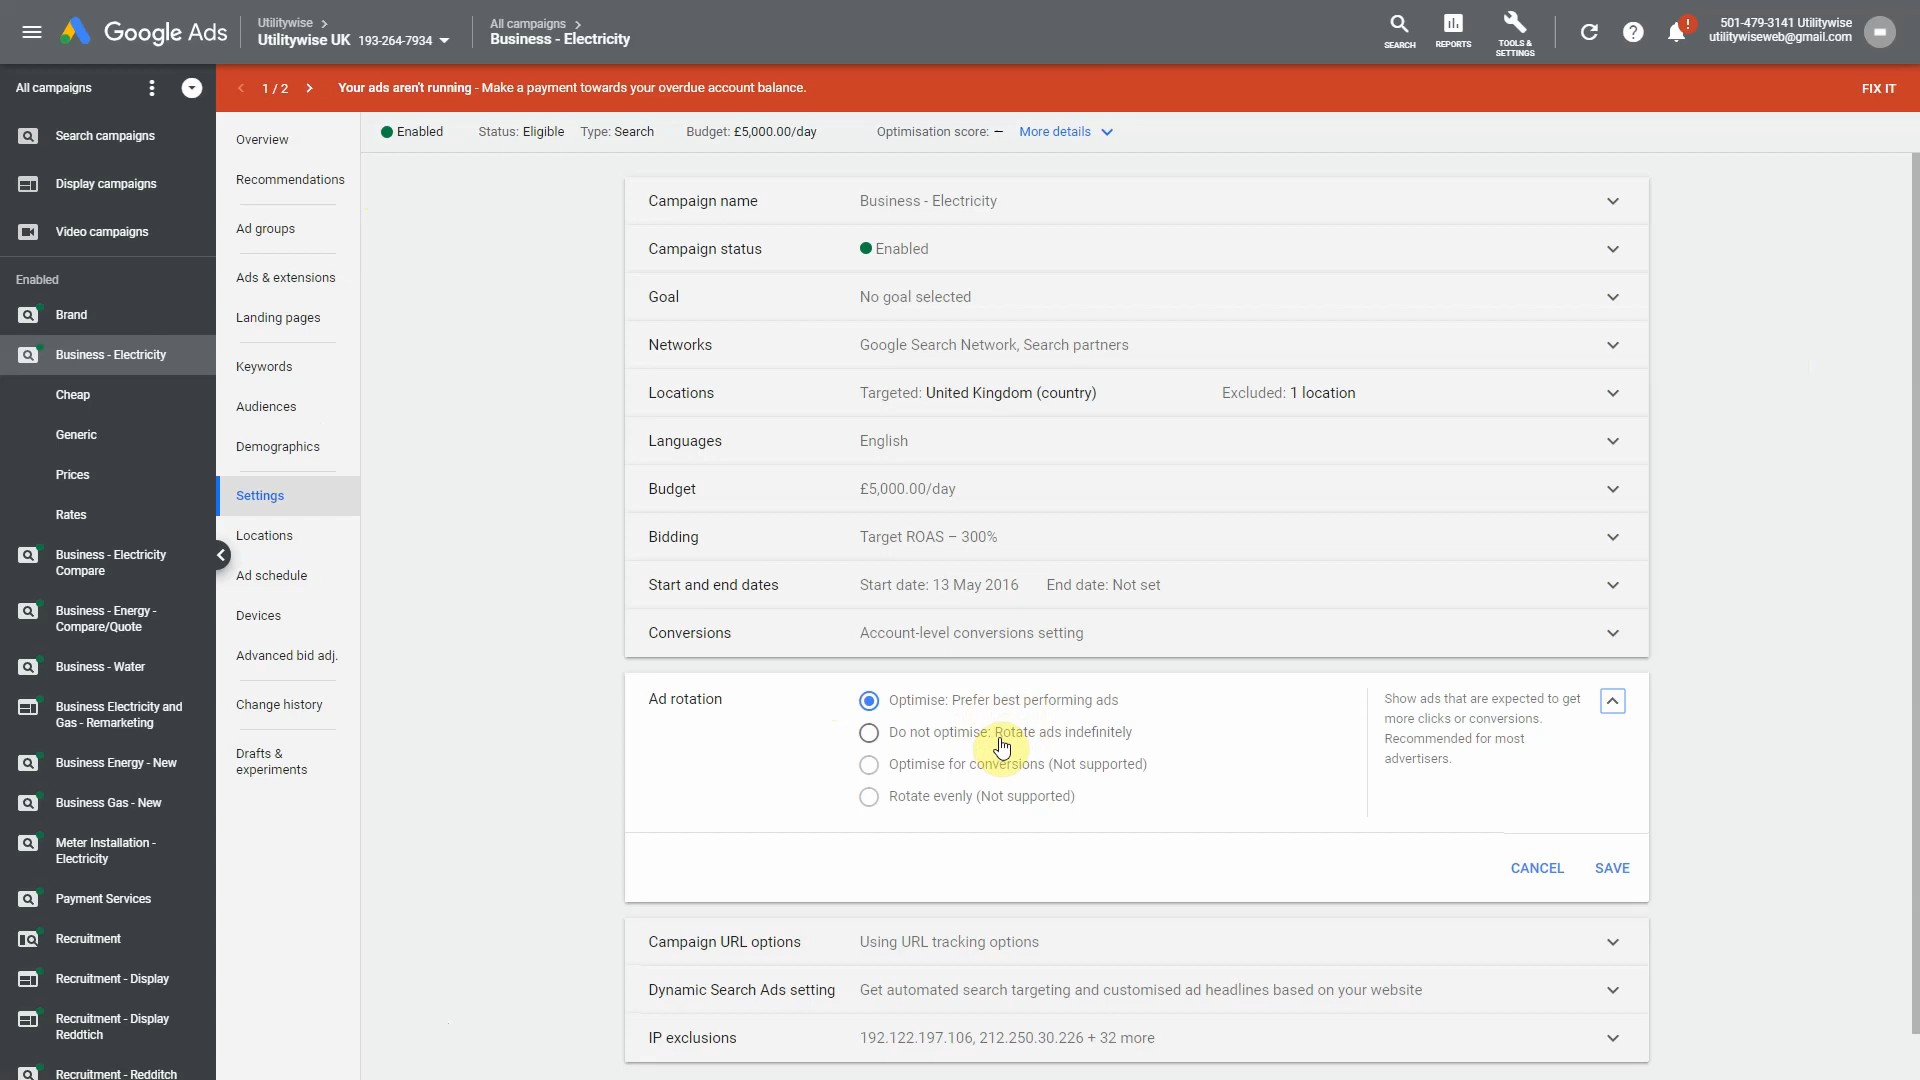 Google Ads
Utilitywise >
Utilitywise UK 193-264-7934
All campaigns >
Business - Electricity
SEARCH
REPORTS
TOOLS &
SETTINGS
?
!
501-479-3141 Utilitywise
utilitywiseweb@gmail.com
All campaigns
1 / 2
Your ads aren't running - Make a payment towards your overdue account balance.
FIX IT
Search campaigns
Display campaigns
Video campaigns
Enabled
Brand
Business - Electricity
Cheap
Generic
Prices
Rates
Business - Electricity
Compare
Business - Energy -
Compare/Quote
Business - Water
Business Electricity and
Gas - Remarketing
Business Energy - New
Business Gas - New
Meter Installation -
Electricity
Payment Services
Recruitment
Recruitment - Display
Recruitment - Display
Reddtich
Recruitment - Redditch
Overview
Recommendations
Ad groups
Ads & extensions
Landing pages
Keywords
Audiences
Demographics
Settings
Locations
Ad schedule
Devices
Advanced bid adj.
Change history
Drafts &
experiments
Enabled Status: Eligible Type: Search Budget: £5,000.00/day Optimisation score: – More details
Campaign name Business - Electricity
Campaign status Enabled
Goal No goal selected
Networks Google Search Network, Search partners
Locations Targeted: United Kingdom (country) Excluded: 1 location
Languages English
Budget £5,000.00/day
Bidding Target ROAS – 300%
Start and end dates Start date: 13 May 2016 End date: Not set
Conversions Account-level conversions setting
Ad rotation
Optimise: Prefer best performing ads
Do not optimise: Rotate ads indefinitely
Optimise for conversions (Not supported)
Rotate evenly (Not supported)
Show ads that are expected to get
more clicks or conversions.
Recommended for most
advertisers.
CANCEL SAVE
Campaign URL options Using URL tracking options
Dynamic Search Ads setting Get automated search targeting and customised ad headlines based on your website
IP exclusions 192.122.197.106, 212.250.30.226 + 32 more